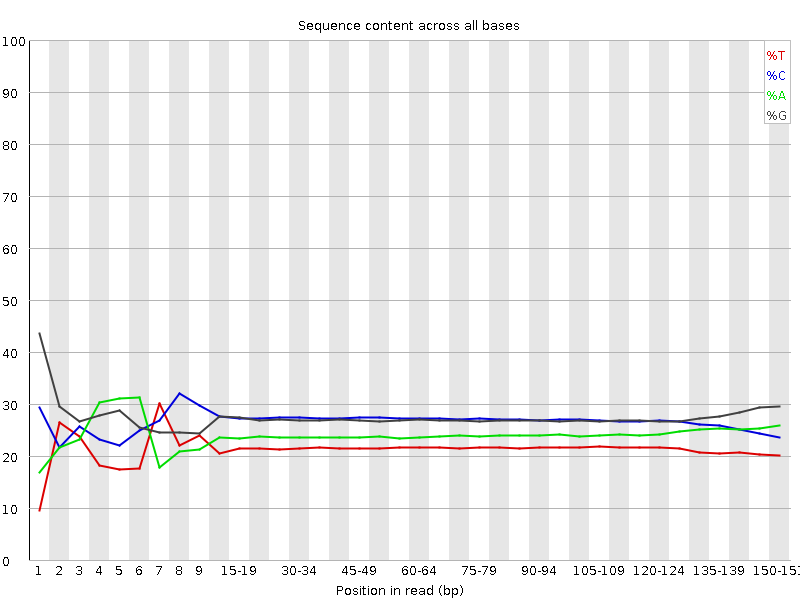 Sequence content across all bases
100
90
80
70
60
50
40
30
20
10
0
%T
%C
%A
%G
1 2 3 4 5 6 7 8 9 15-19 30-34 45-49 60-64 75-79 90-94 105-109 120-124 135-139 150-151
Position in read (bp)